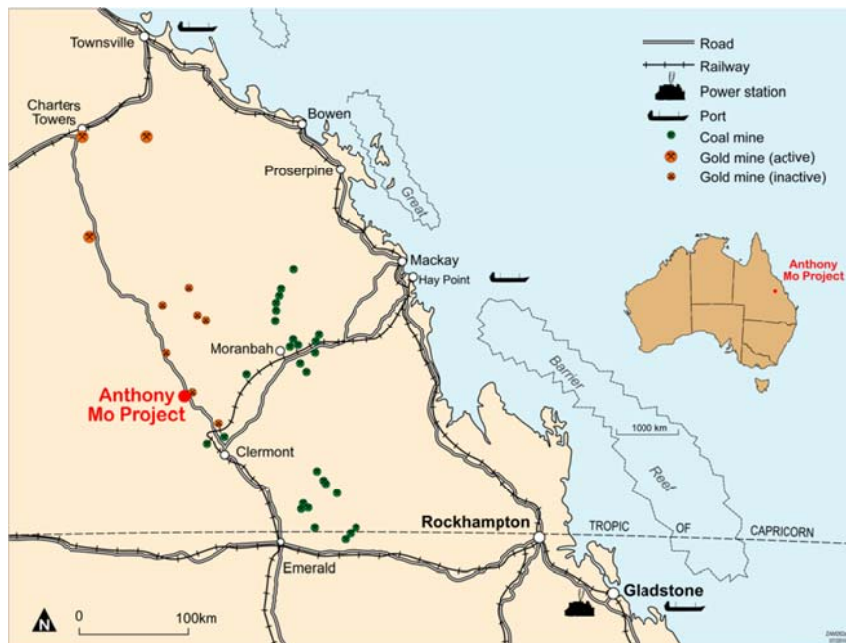 Townsville
Charters
Towers
Bowen
Proserpine
Great
Mackay
Hay Point
Moranbah
Anthony
Mo Project
Clermont
Barrier
Reef
1000 km
Rockhampton
TROPIC OF CAPRICORN
Emerald
Gladstone
N
0 100km
Road
Railway
Power station
Port
Coal mine
Gold mine (active)
Gold mine (inactive)
Anthony
Mo Project